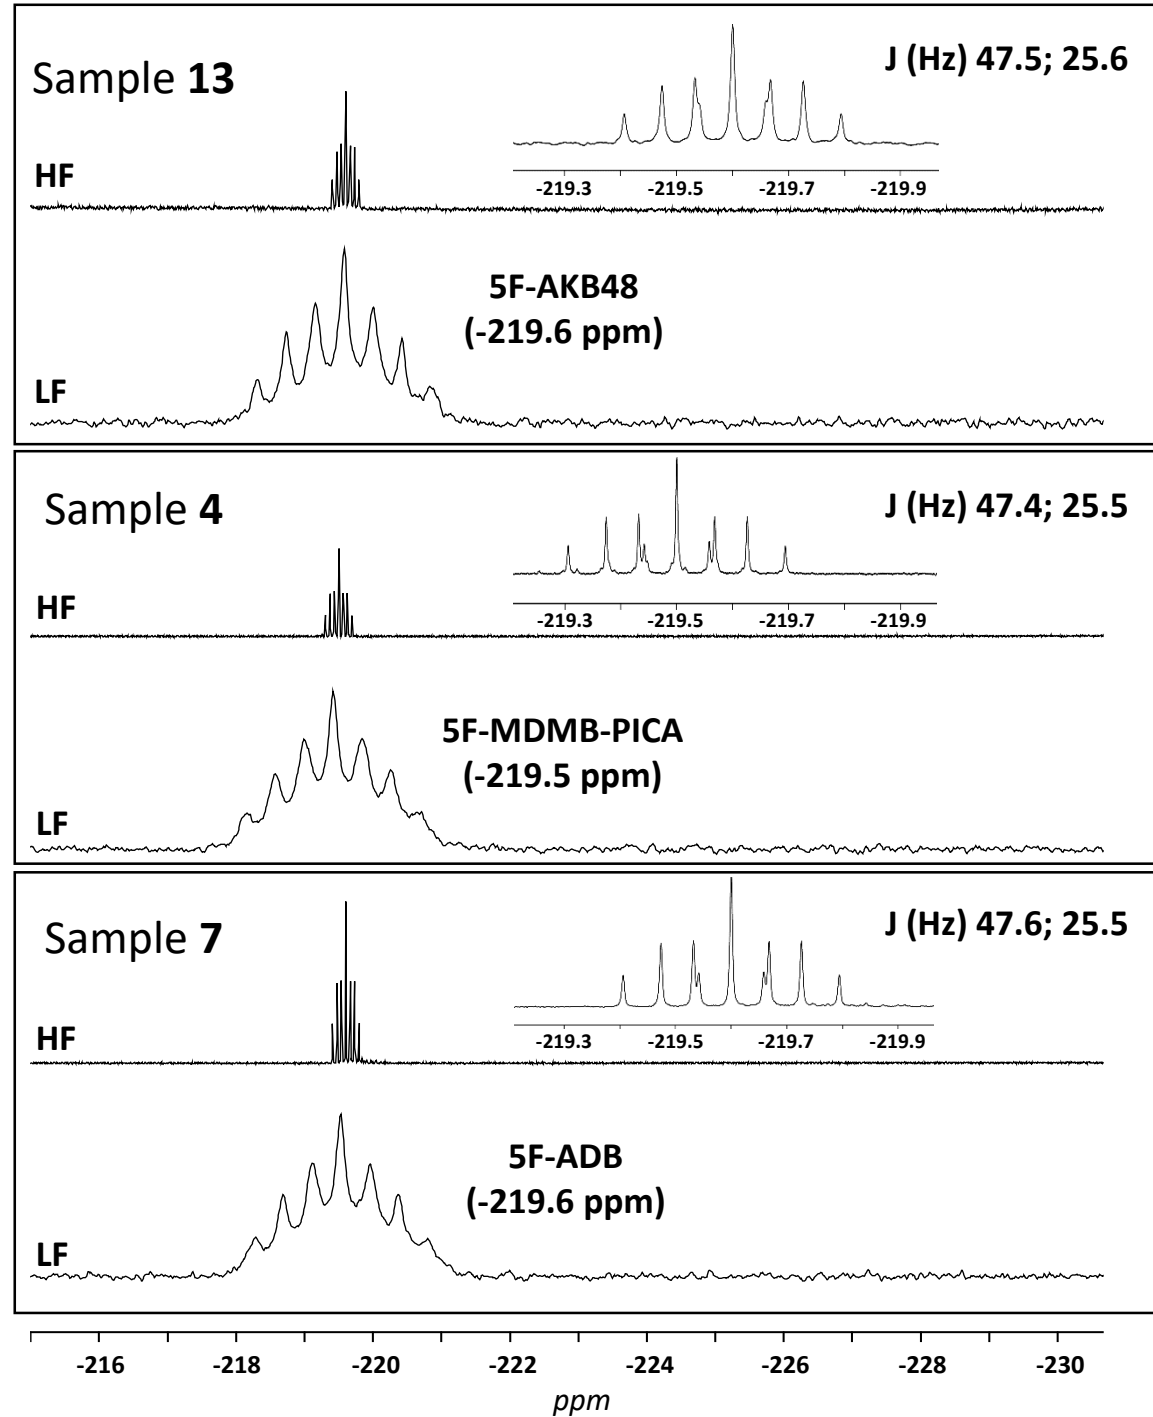 Sample 13
J (Hz) 47.5; 25.6
HF
-219.3 -219.5 -219.7 -219.9
5F-AKB48
(-219.6 ppm)
LF
Sample 4
J (Hz) 47.4; 25.5
HF
-219.3 -219.5 -219.7 -219.9
5F-MDMB-PICA
(-219.5 ppm)
LF
Sample 7
J (Hz) 47.6; 25.5
HF
-219.3 -219.5 -219.7 -219.9
5F-ADB
(-219.6 ppm)
LF
-216 -218 -220 -222 -224 -226 -228 -230
ppm